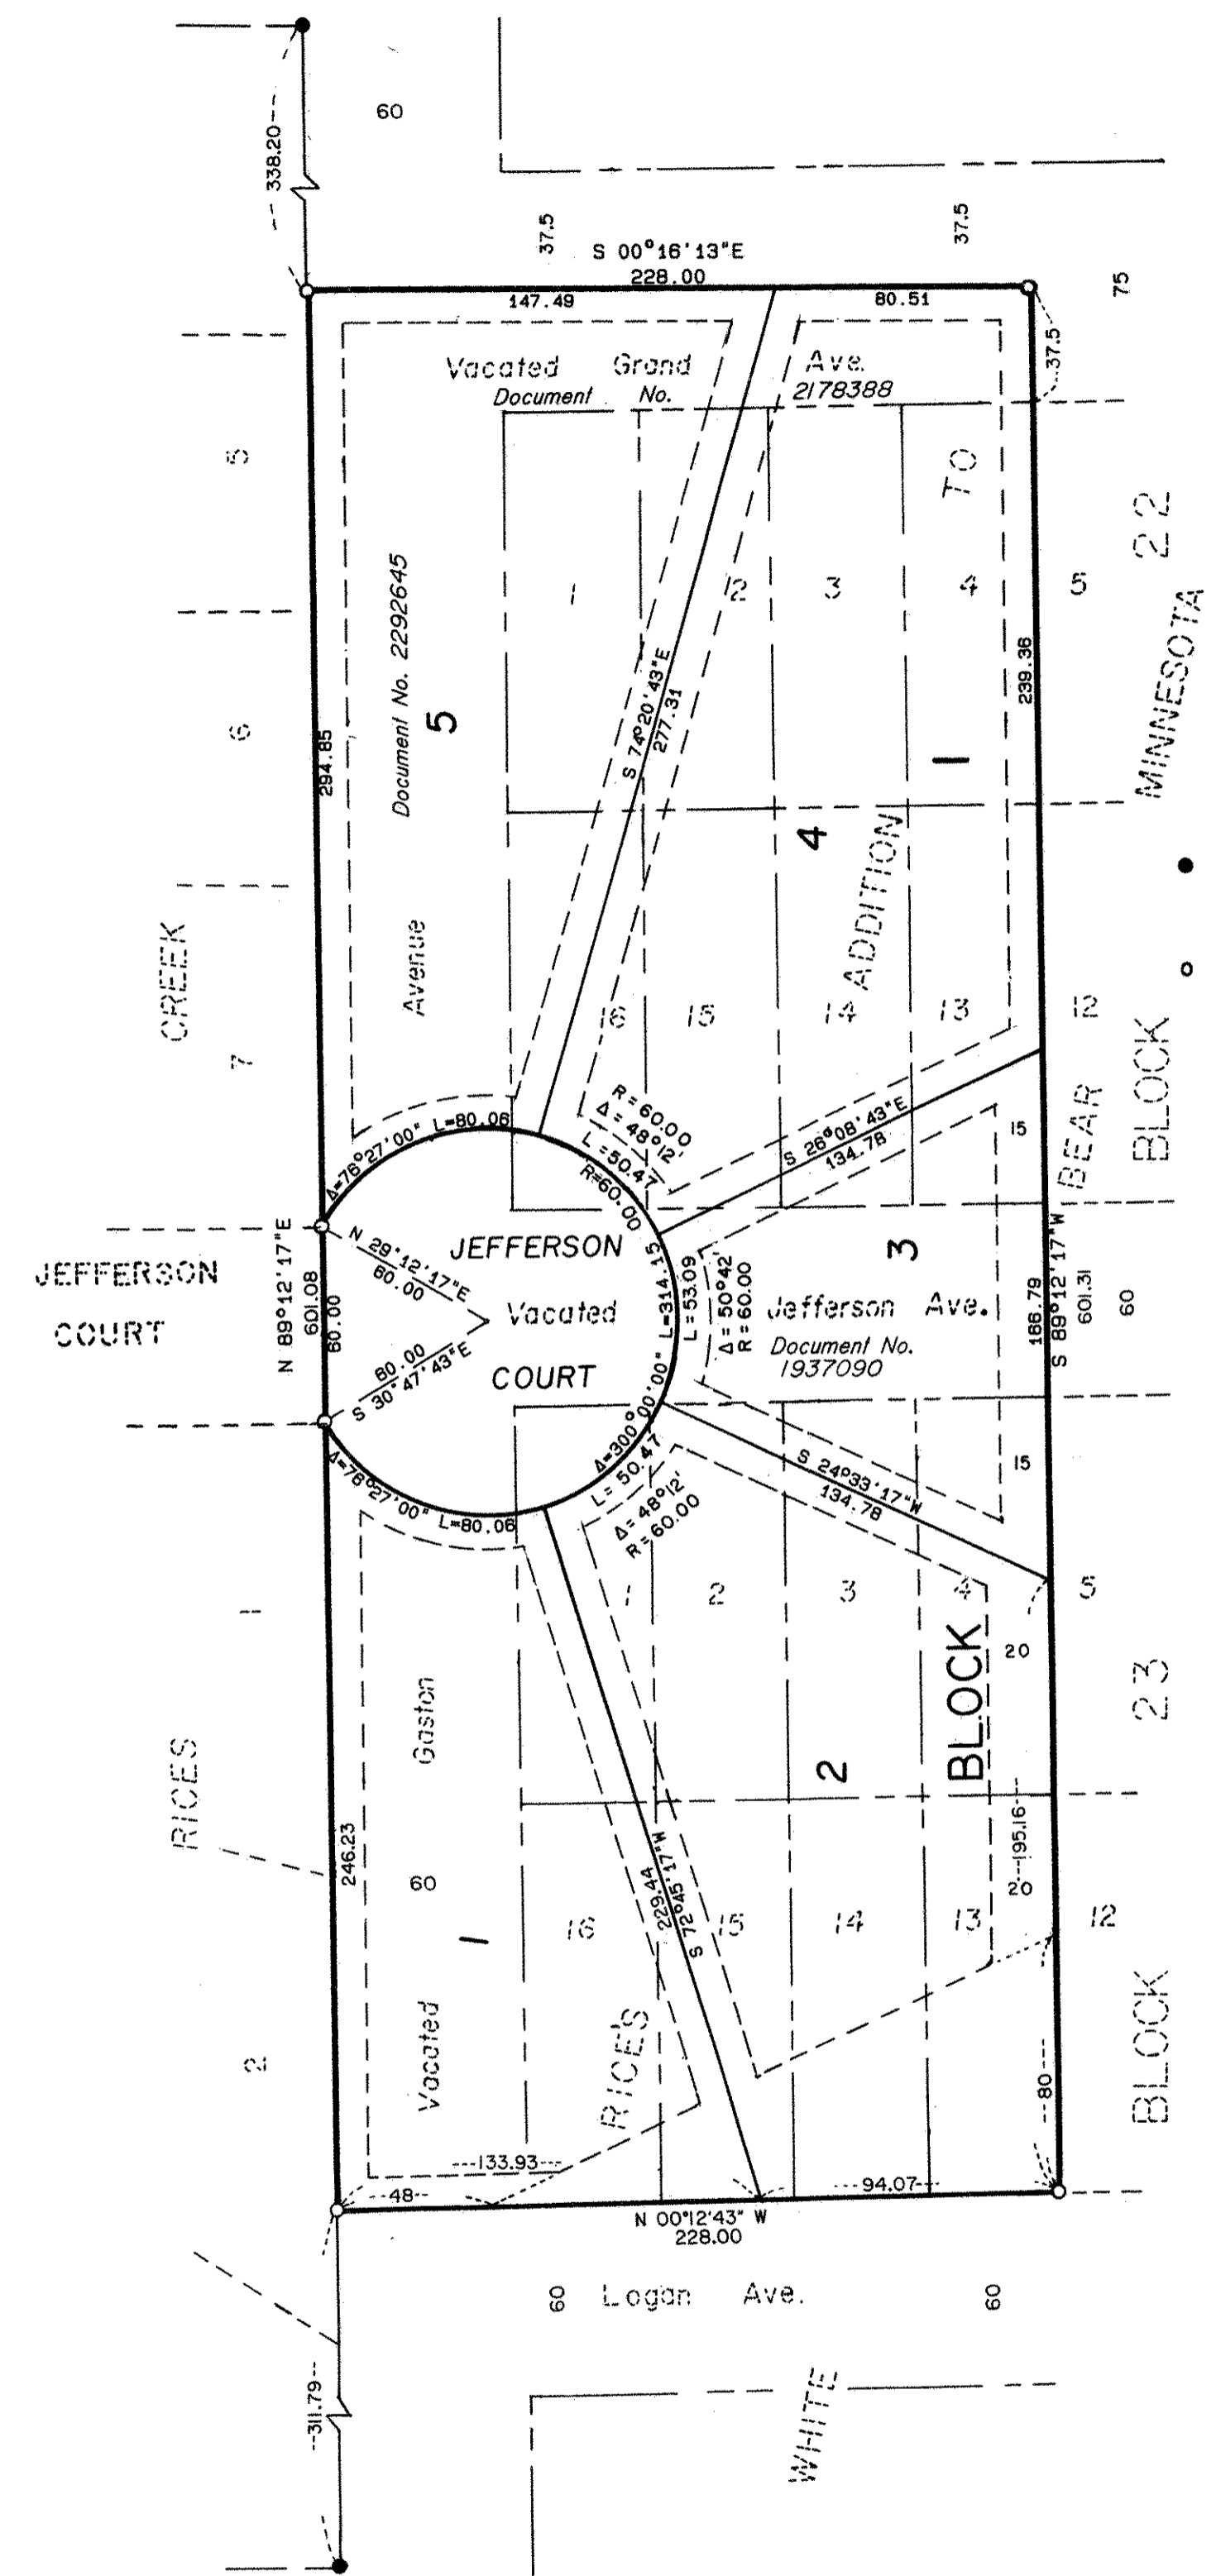 338.20
60
37.5
37.5
S 00°16'13"E
228.00
147.49
80.51
75
37.5
Vacated Grand Ave.
Document No. 2178388
5
6
7
CREEK
Document No. 2292645
Avenue
5
294.85
1
2
3
4
TO
5
22
MINNESOTA
S 74°20'43"E
277.31
239.36
1
4
ADDITION
16
15
14
13
12
BLOCK
BEAR
15
R=60.00
Δ=48°12'
L=50.47
R=60.00
S 26°08'43"E
134.78
Δ=76°27'00" L=80.06
N 89°12'17"E
601.08
60.00
N 29°12'17"E
60.00
60.00
S 30°47'43"E
JEFFERSON
COURT
JEFFERSON
Vacated
COURT
Δ=300°00'00" L=314.15
L=53.09
Δ=50°42'
R=60.00
3
Jefferson Ave.
Document No.
1937090
186.79
S 89°12'17"W
601.31
60
Δ=76°27'00" L=80.06
L=50.47
Δ=48°12'
R=60.00
S 24°33'17"W
134.78
15
1
2
3
4
5
20
BLOCK
23
1
2
RICES
246.23
Gaston
60
1
Vacated
229.44
S 72°45'17"W
2
16
15
14
13
12
20
195.16
BLOCK
RICE'S
133.93
48
94.07
80
N 00°12'43" W
228.00
60 Logan Ave. 60
311.79
WHITE